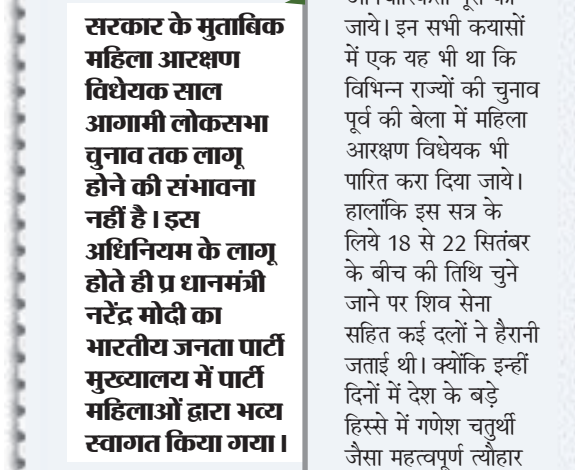 सरकार के मुताबिक
महिला आरक्षण
विधेयक साल
आगामी लोकसभा
चुनाव तक लागू
होने की संभावना
नहीं है। इस
अधिनियम के लागू
होते ही प्र धानमंत्री
नरेंद्र मोदी का
भारतीय जनता पार्टी
मुख्यालय में पार्टी
महिलाओं द्वारा भव्य
स्वागत किया गया।
जाये। इन सभी कयासों
में एक यह भी था कि
विभिन्न राज्यों की चुनाव
पूर्व की बेला में महिला
आरक्षण विधेयक भी
पारित करा दिया जाये।
हालांकि इस सत्र के
लिये 18 से 22 सितंबर
के बीच की तिथि चुने
जाने पर शिव सेना
सहित कई दलों ने हैरानी
जताई थी। क्योंकि इन्हीं
दिनों में देश के बड़े
हिस्से में गणेश चतुर्थी
जैसा महत्वपूर्ण त्यौहार